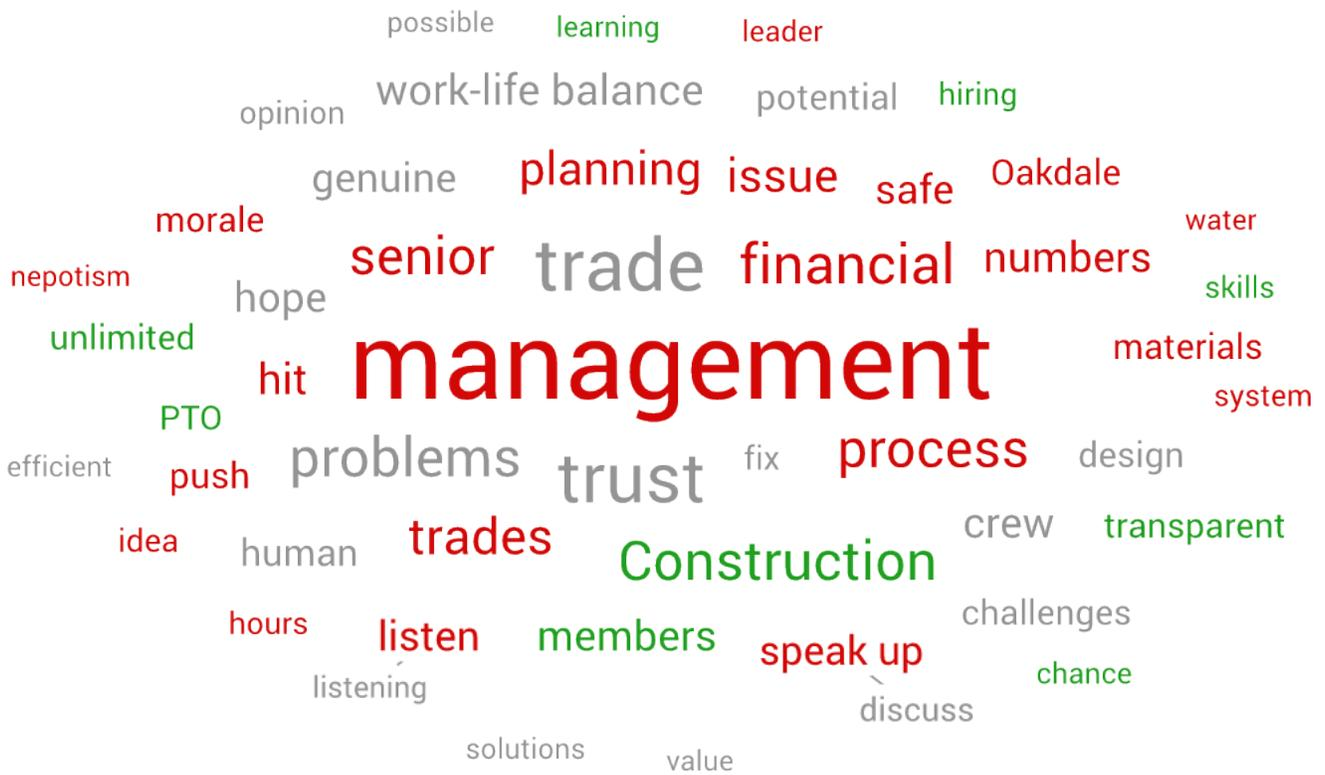 possible learning leader
work-life balance potential hiring
opinion
genuine planning issue safe Oakdale
morale water
senior trade financial numbers
nepotism hope skills
unlimited management materials
hit system
PTO
problems trust fix process design
efficient push
idea human trades Construction crew transparent
hours listen members speak up challenges
listening chance
discuss
solutions value